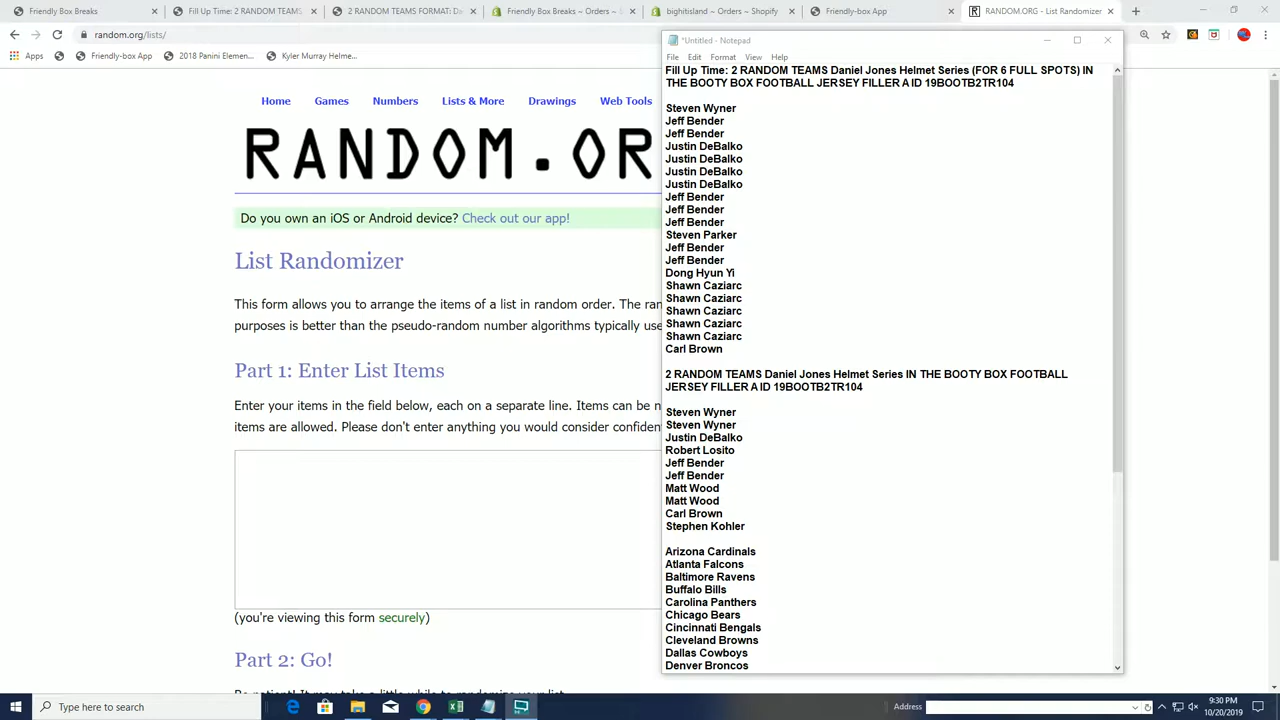 Friendly Box Breaks
Fill Up Time: 2 RANDOM TEAMS
2 RANDOM TEAMS FORMAT: Da
Friendly Box Breaks ~ Orders ~ S
bighitisland ~ Orders ~ Shopify
Friendly-box App
RANDOM.ORG - List Randomizer
random.org/lists/
Apps
Friendly-box App
2018 Panini Elemen...
Kyler Murray Helme...
*Untitled - Notepad
File Edit Format View Help
Home
Games
Numbers
Lists & More
Drawings
Web Tools
RANDOM.OR
Do you own an iOS or Android device? Check out our app!
List Randomizer
This form allows you to arrange the items of a list in random order. The ran
purposes is better than the pseudo-random number algorithms typically use
Part 1: Enter List Items
Enter your items in the field below, each on a separate line. Items can be n
items are allowed. Please don't enter anything you would consider confiden
(you're viewing this form securely)
Part 2: Go!
Be patient! It may take a little while to randomize your list
Fill Up Time: 2 RANDOM TEAMS Daniel Jones Helmet Series (FOR 6 FULL SPOTS) IN
THE BOOTY BOX FOOTBALL JERSEY FILLER A ID 19BOOTB2TR104
Steven Wyner
Jeff Bender
Jeff Bender
Justin DeBalko
Justin DeBalko
Justin DeBalko
Justin DeBalko
Jeff Bender
Jeff Bender
Jeff Bender
Steven Parker
Jeff Bender
Jeff Bender
Dong Hyun Yi
Shawn Caziarc
Shawn Caziarc
Shawn Caziarc
Shawn Caziarc
Shawn Caziarc
Carl Brown
2 RANDOM TEAMS Daniel Jones Helmet Series IN THE BOOTY BOX FOOTBALL
JERSEY FILLER A ID 19BOOTB2TR104
Steven Wyner
Steven Wyner
Justin DeBalko
Robert Losito
Jeff Bender
Jeff Bender
Matt Wood
Matt Wood
Carl Brown
Stephen Kohler
Arizona Cardinals
Atlanta Falcons
Baltimore Ravens
Buffalo Bills
Carolina Panthers
Chicago Bears
Cincinnati Bengals
Cleveland Browns
Dallas Cowboys
Denver Broncos
Type here to search
Address
9:30 PM
10/20/2019